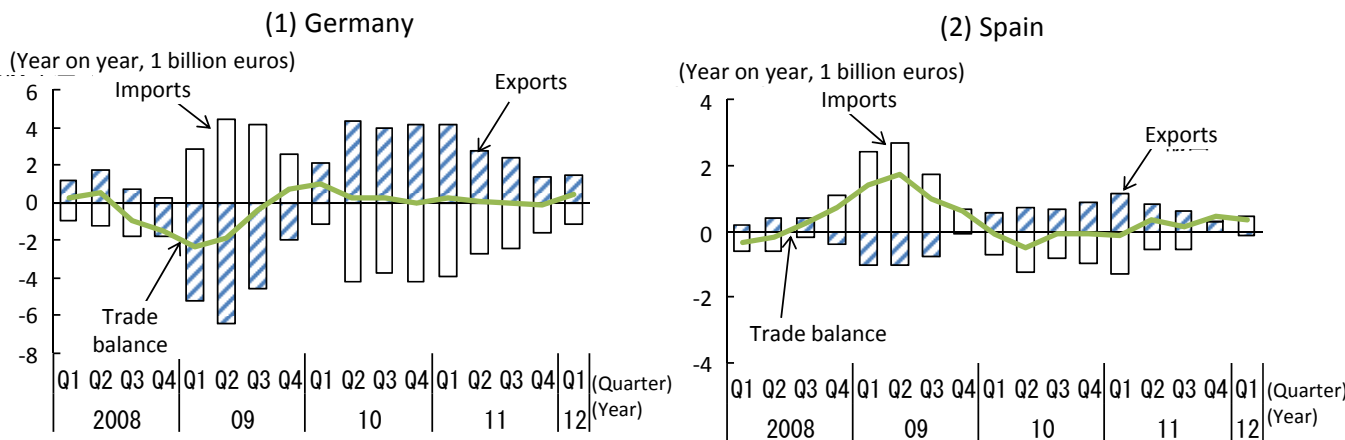 (1) Germany
(Year on year, 1 billion euros)
Imports
Exports
6
4
2
0
-2
-4
-6
-8
Trade
balance
Q1 Q2 Q3 Q4 Q1 Q2 Q3 Q4 Q1 Q2 Q3 Q4 Q1 Q2 Q3 Q4 Q1 (Quarter)
2008 09 10 11 12 (Year)
(2) Spain
(Year on year, 1 billion euros)
Imports
Exports
4
2
0
-2
-4
Trade balance
Q1 Q2 Q3 Q4 Q1 Q2 Q3 Q4 Q1 Q2 Q3 Q4 Q1 Q2 Q3 Q4 Q1 (Quarter)
2008 09 10 11 12 (Year)